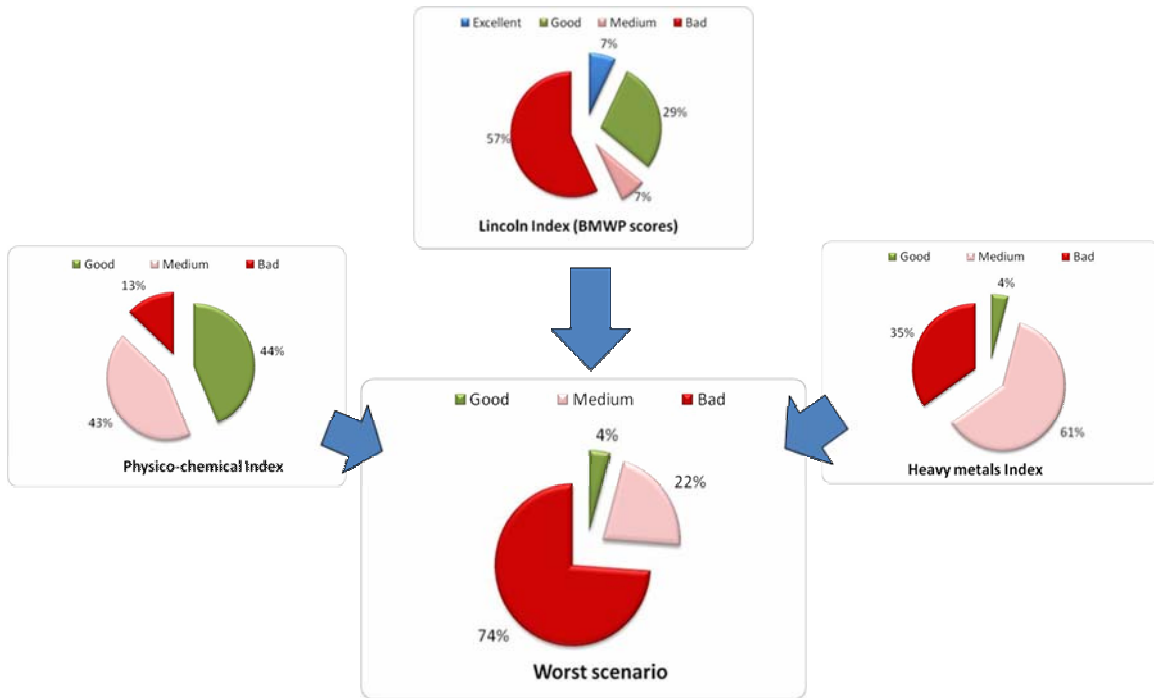 Excellent Good Medium Bad
7%
29%
57%
7%
Lincoln Index (BMWP scores)
Good Medium Bad
13%
44%
43%
Physico-chemical Index
Good Medium Bad
4%
35%
61%
Heavy metals Index
Good Medium Bad
4%
22%
74%
Worst scenario